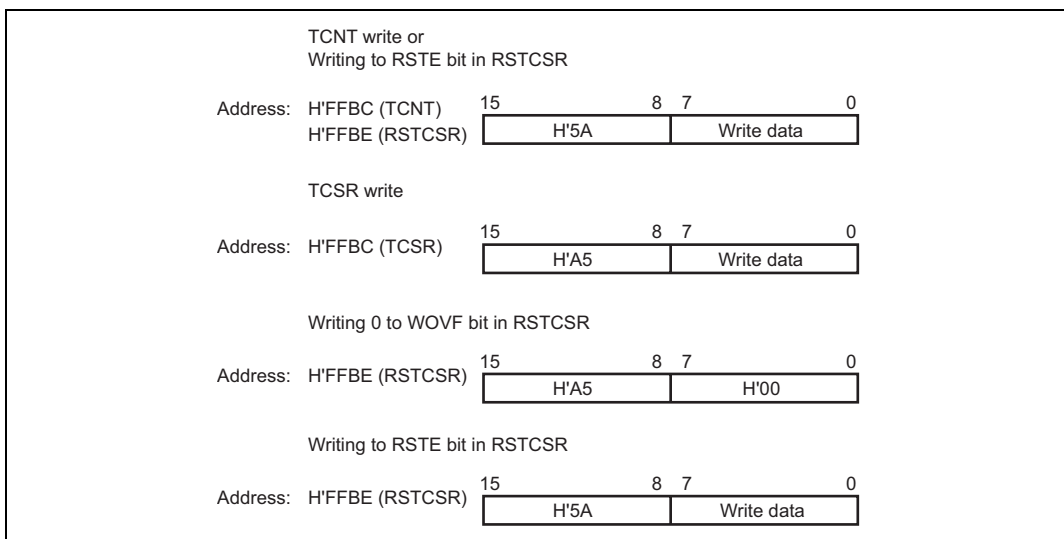 TCNT write or
Writing to RSTE bit in RSTCSR
Address: H'FFBC (TCNT) 15 8 7 0
H'FFBE (RSTCSR) H'5A Write data
TCSR write
15 8 7 0
Address: H'FFBC (TCSR) H'A5 Write data
Writing 0 to WOVF bit in RSTCSR
15 8 7 0
Address: H'FFBE (RSTCSR) H'A5 H'00
Writing to RSTE bit in RSTCSR
15 8 7 0
Address: H'FFBE (RSTCSR) H'5A Write data